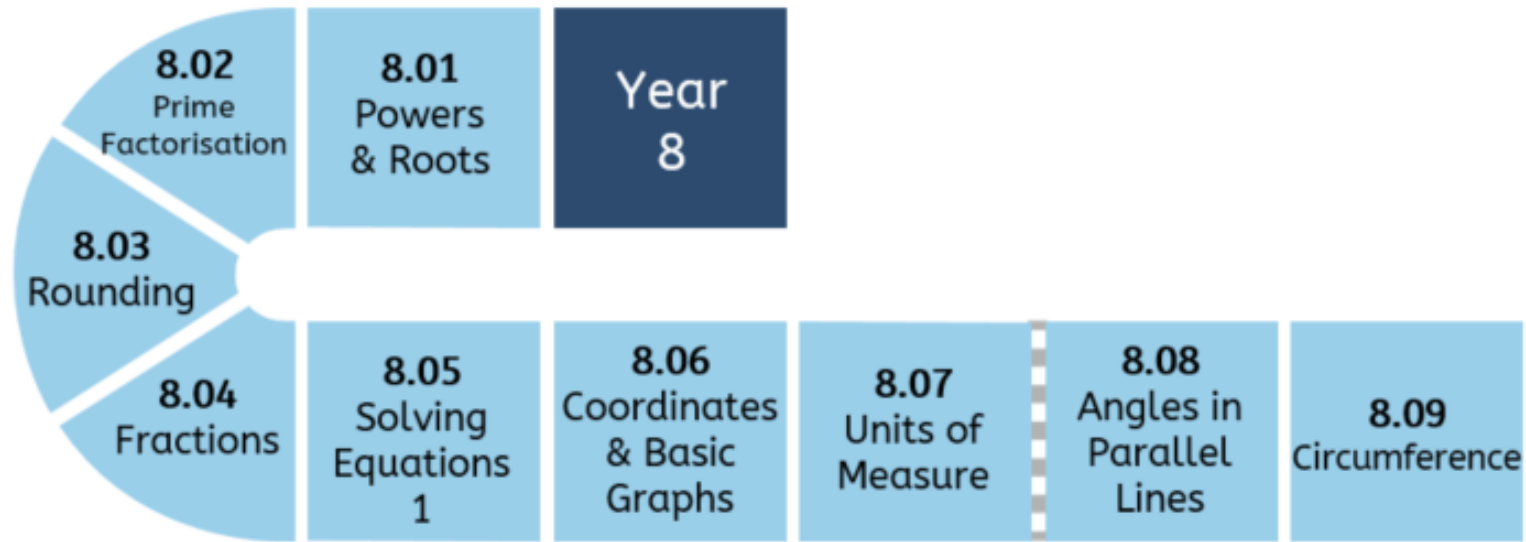 Year
8
8.01
Powers
& Roots
8.02
Prime
Factorisation
8.03
Rounding
8.04
Fractions
8.05
Solving
Equations
1
8.06
Coordinates
& Basic
Graphs
8.07
Units of
Measure
8.08
Angles in
Parallel
Lines
8.09
Circumference